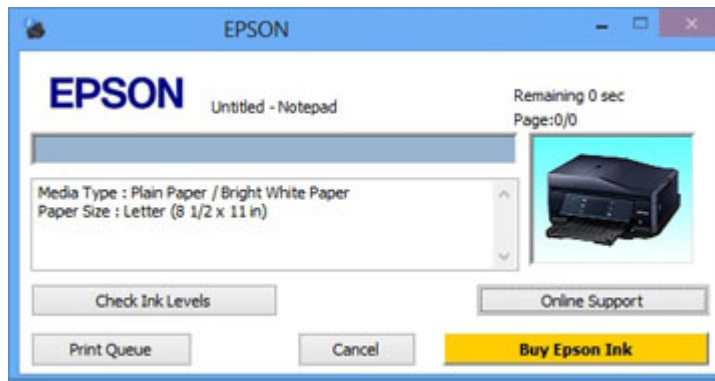 EPSON
EPSON
Untitled - Notepad
Remaining 0 sec
Page:0/0
Media Type : Plain Paper / Bright White Paper
Paper Size : Letter (8 1/2 x 11 in)
Check Ink Levels
Online Support
Print Queue
Cancel
Buy Epson Ink